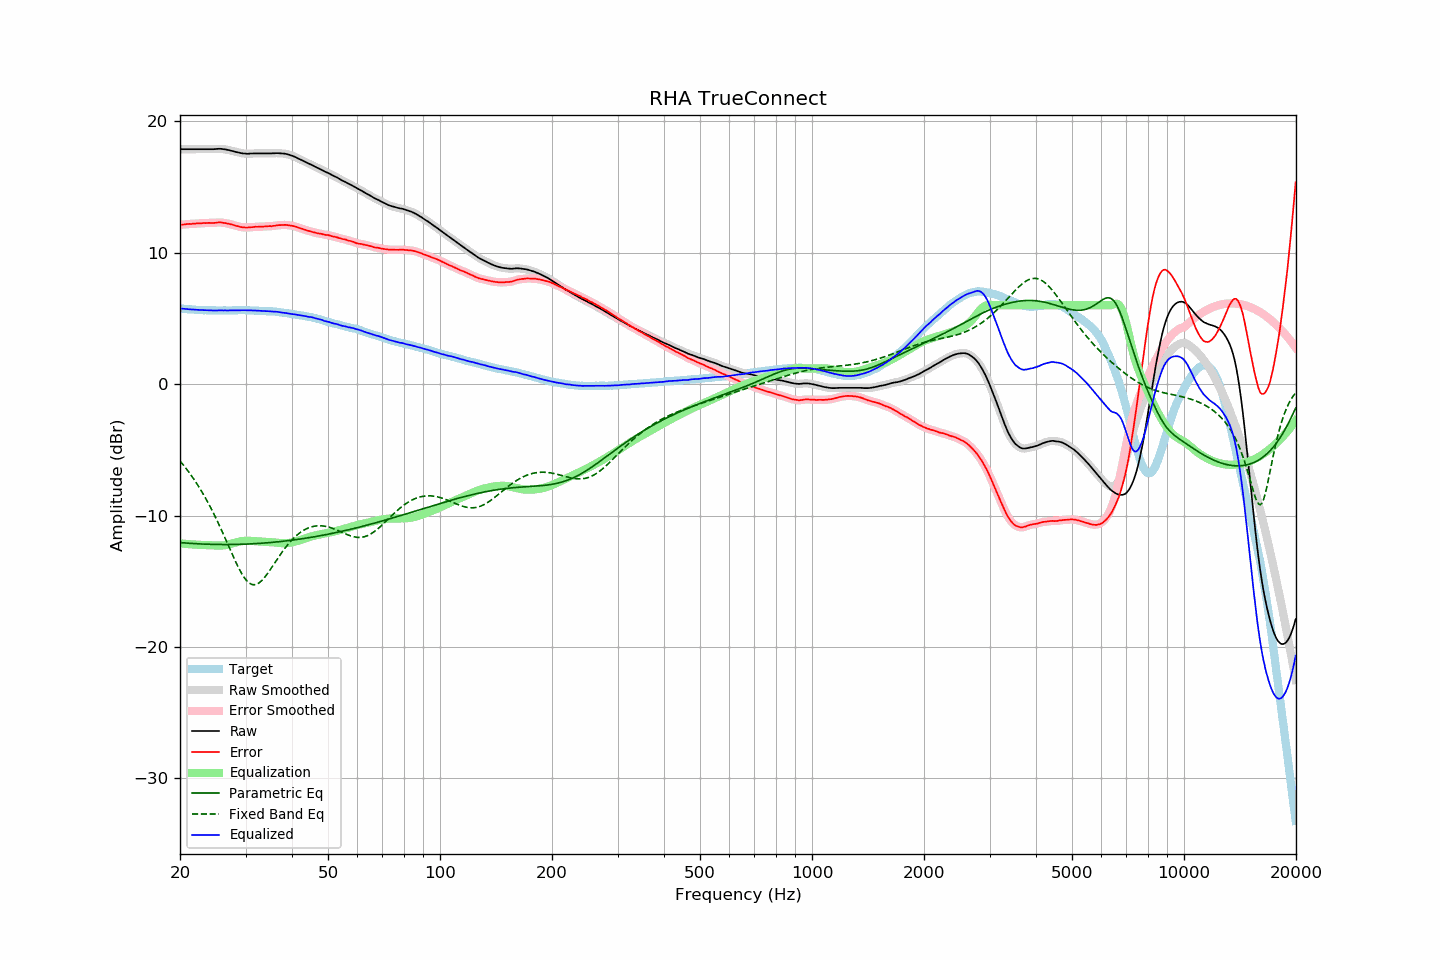 RHA TrueConnect
20
10
0
−10
−20
−30
Amplitude (dBr)
Target
Raw Smoothed
Error Smoothed
Raw
Error
Equalization
Parametric Eq
Fixed Band Eq
Equalized
20 50 100 200 500 1000 2000 5000 10000 20000
Frequency (Hz)